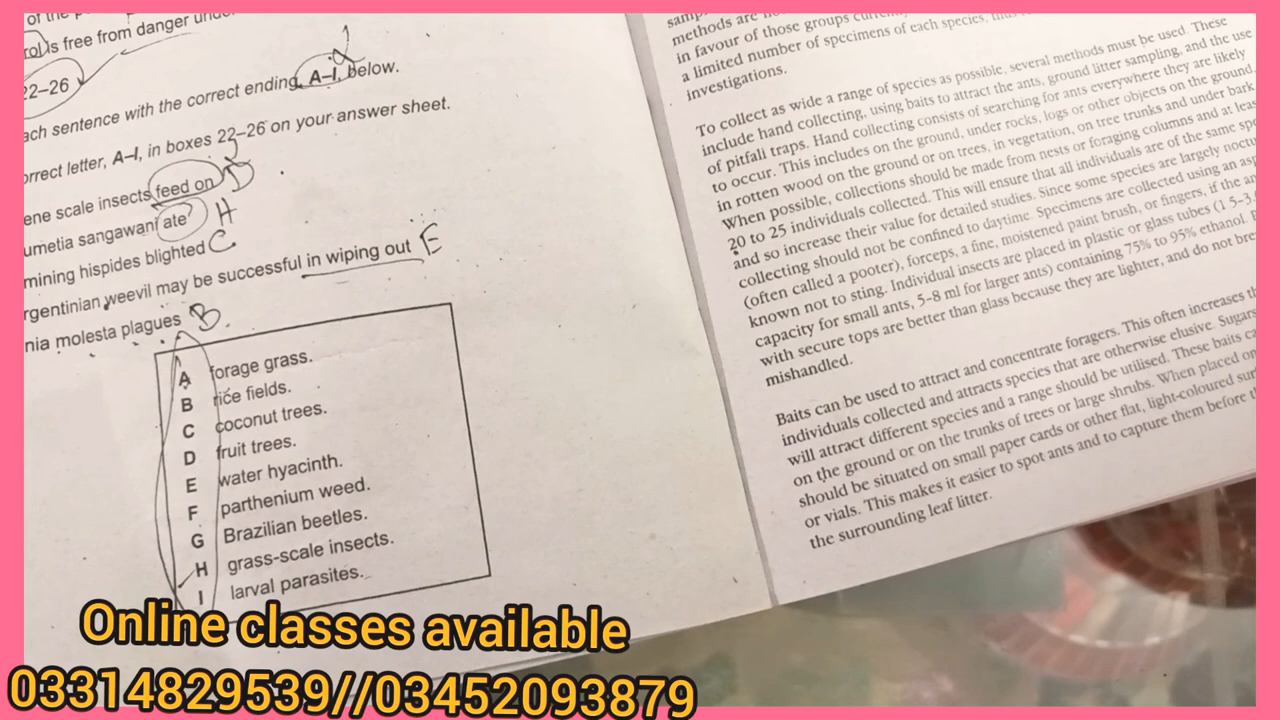 of the
rol is free from danger
22–26
ach sentence with the correct ending, A–I, below.
orrect letter, A–I, in boxes 22–26 on your answer sheet.
ene scale insects feed on D
umetia sangawani ate H
mining hispides blighted C
rgentinian weevil may be successful in wiping out E
nia molesta plagues B.
A forage grass.
B rice fields.
C coconut trees.
D fruit trees.
E water hyacinth.
F parthenium weed.
G Brazilian beetles.
H grass-scale insects.
I larval parasites.
methods are
in favour of those groups
a limited number of specimens of each species,
investigations.
To collect as wide a range of species as possible, several methods must be used. These
include hand collecting, using baits to attract the ants, ground litter sampling, and the use
of pitfall traps. Hand collecting consists of searching for ants everywhere they are likely
to occur. This includes on the ground, under rocks, logs or other objects on the ground,
in rotten wood on the ground or on trees, in vegetation, on tree trunks and under bark.
When possible, collections should be made from nests or foraging columns and at leas
20 to 25 individuals collected. This will ensure that all individuals are of the same spe
and so increase their value for detailed studies. Since some species are largely noctu
collecting should not be confined to daytime. Specimens are collected using an asp
(often called a pooter), forceps, a fine, moistened paint brush, or fingers, if the an
known not to sting. Individual insects are placed in plastic or glass tubes (1.5–3.
capacity for small ants, 5–8 ml for larger ants) containing 75% to 95% ethanol.
with secure tops are better than glass because they are lighter, and do not bre
mishandled.
Baits can be used to attract and concentrate foragers. This often increases th
individuals collected and attracts species that are otherwise elusive. Sugars
will attract different species and a range should be utilised. These baits ca
on the ground or on the trunks of trees or large shrubs. When placed on
should be situated on small paper cards or other flat, light-coloured surf
or vials. This makes it easier to spot ants and to capture them before th
the surrounding leaf litter.
Online classes available
03314829539//03452093879